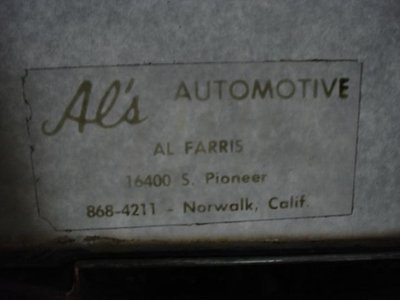 Al's AUTOMOTIVE
AL FARRIS
16400 S. Pioneer
868-4211 - Norwalk, Calif.